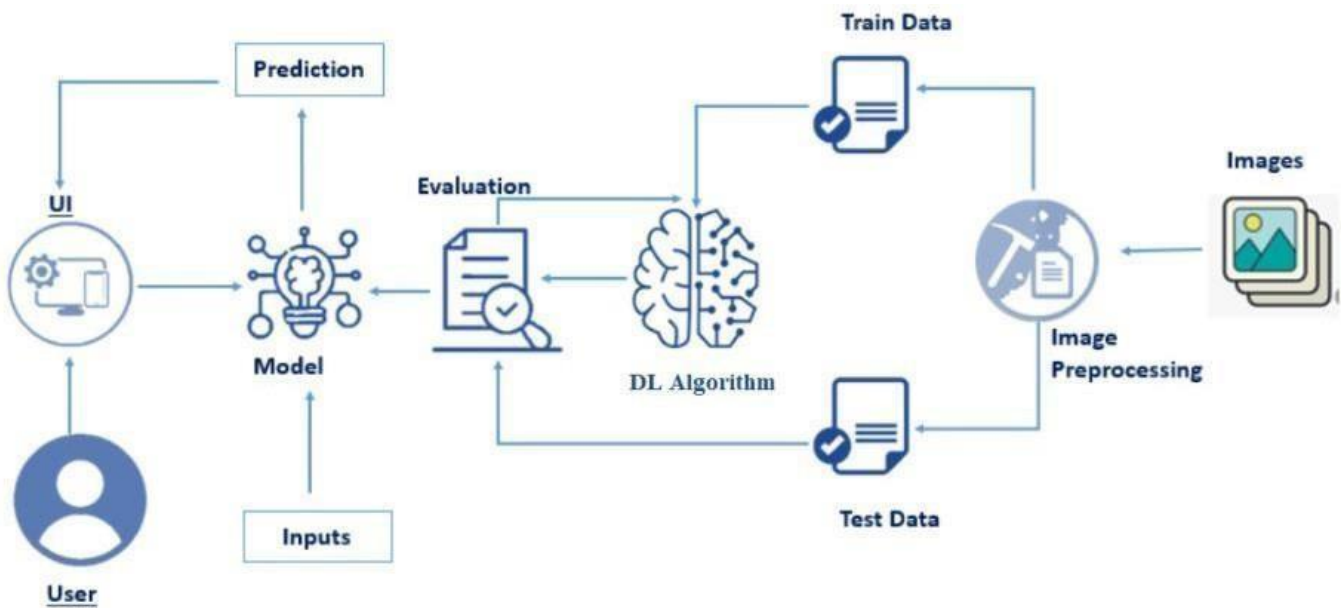 Train Data
Prediction
Images
Evaluation
UI
Image
Preprocessing
Model
DL Algorithm
Test Data
Inputs
User